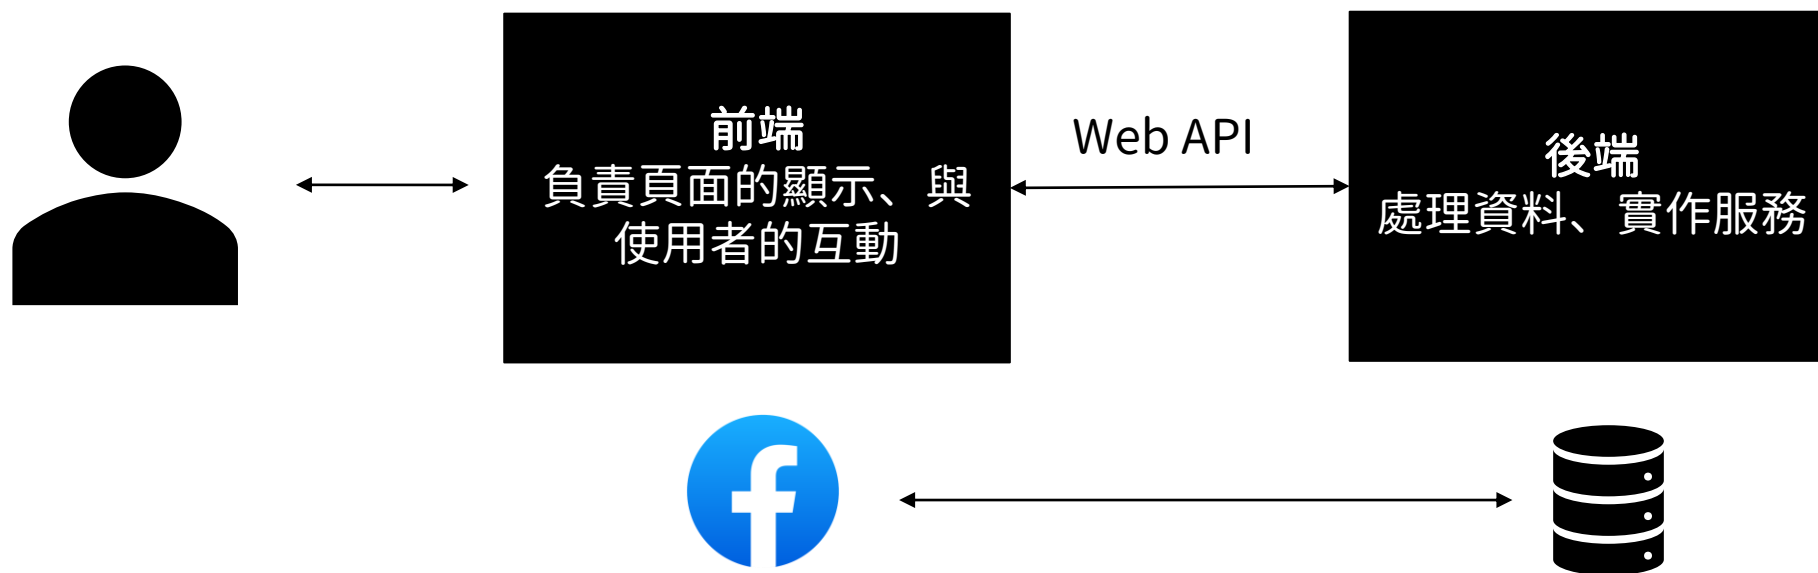 前端
負責頁面的顯示、與
使用者的互動
Web API
後端
處理資料、實作服務